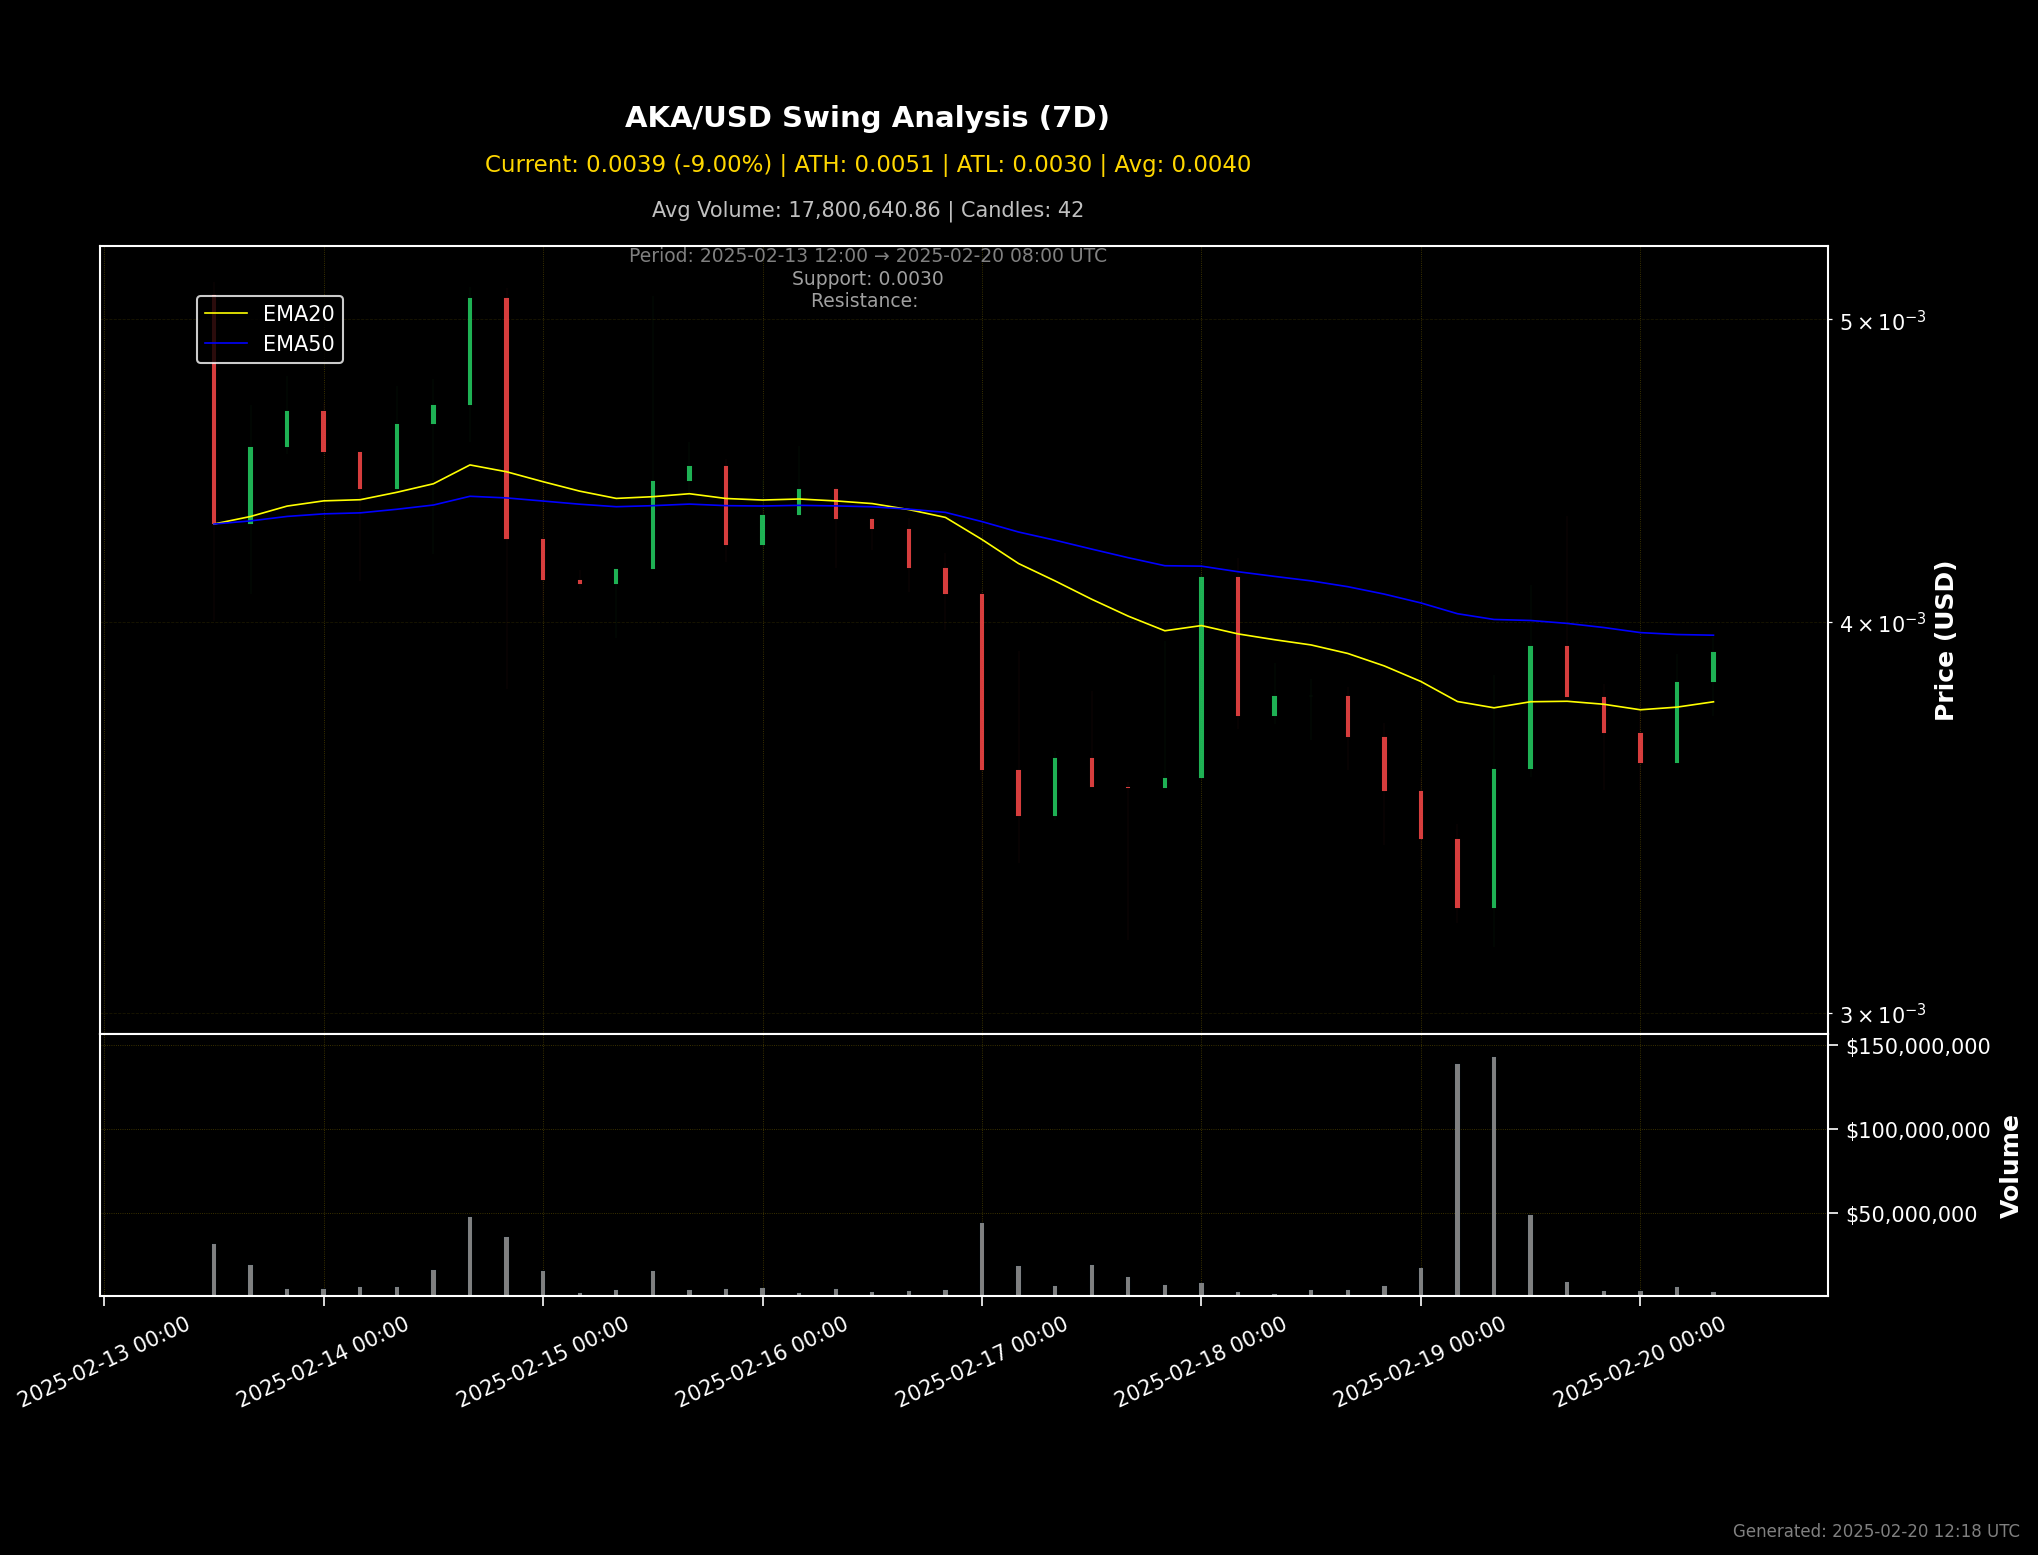 AKA/USD Swing Analysis (7D)
Current: 0.0039 (-9.00%) | ATH: 0.0051 | ATL: 0.0030 | Avg: 0.0040
Avg Volume: 17,800,640.86 | Candles: 42
Period: 2025-02-13 12:00 → 2025-02-20 08:00 UTC
Support: 0.0030
Resistance:
EMA20
EMA50
5 × 10⁻³
4 × 10⁻³
3 × 10⁻³
Price (USD)
$150,000,000
$100,000,000
$50,000,000
Volume
2025-02-13 00:00
2025-02-14 00:00
2025-02-15 00:00
2025-02-16 00:00
2025-02-17 00:00
2025-02-18 00:00
2025-02-19 00:00
2025-02-20 00:00
Generated: 2025-02-20 12:18 UTC